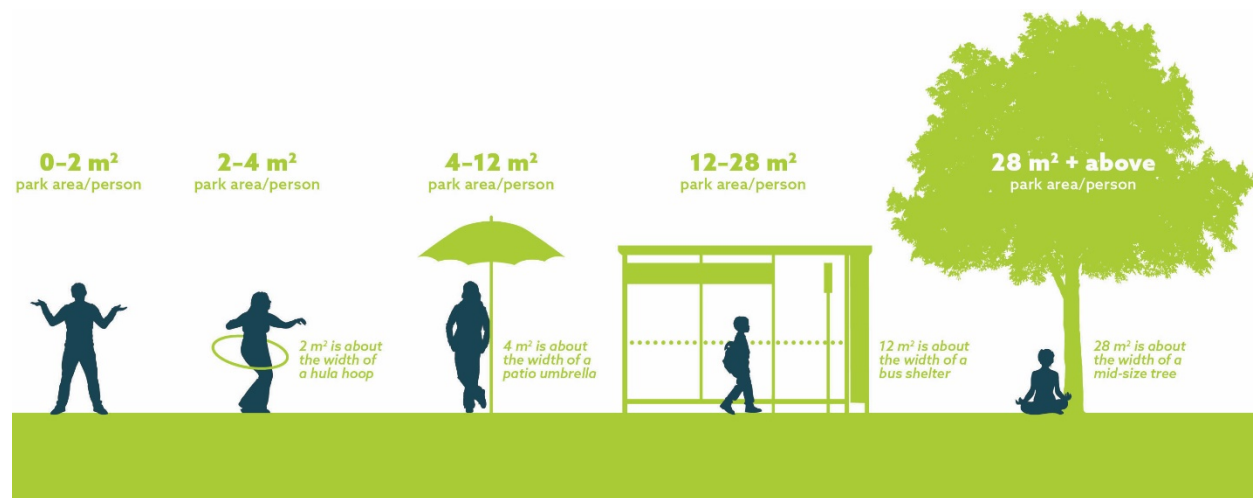 0–2 m²
park area/person
2–4 m²
park area/person
4–12 m²
park area/person
12–28 m²
park area/person
28 m² + above
park area/person
2 m² is about
the width of
a hula hoop
4 m² is about
the width of a
patio umbrella
12 m² is about
the width of a
bus shelter
28 m² is about
the width of a
mid-size tree